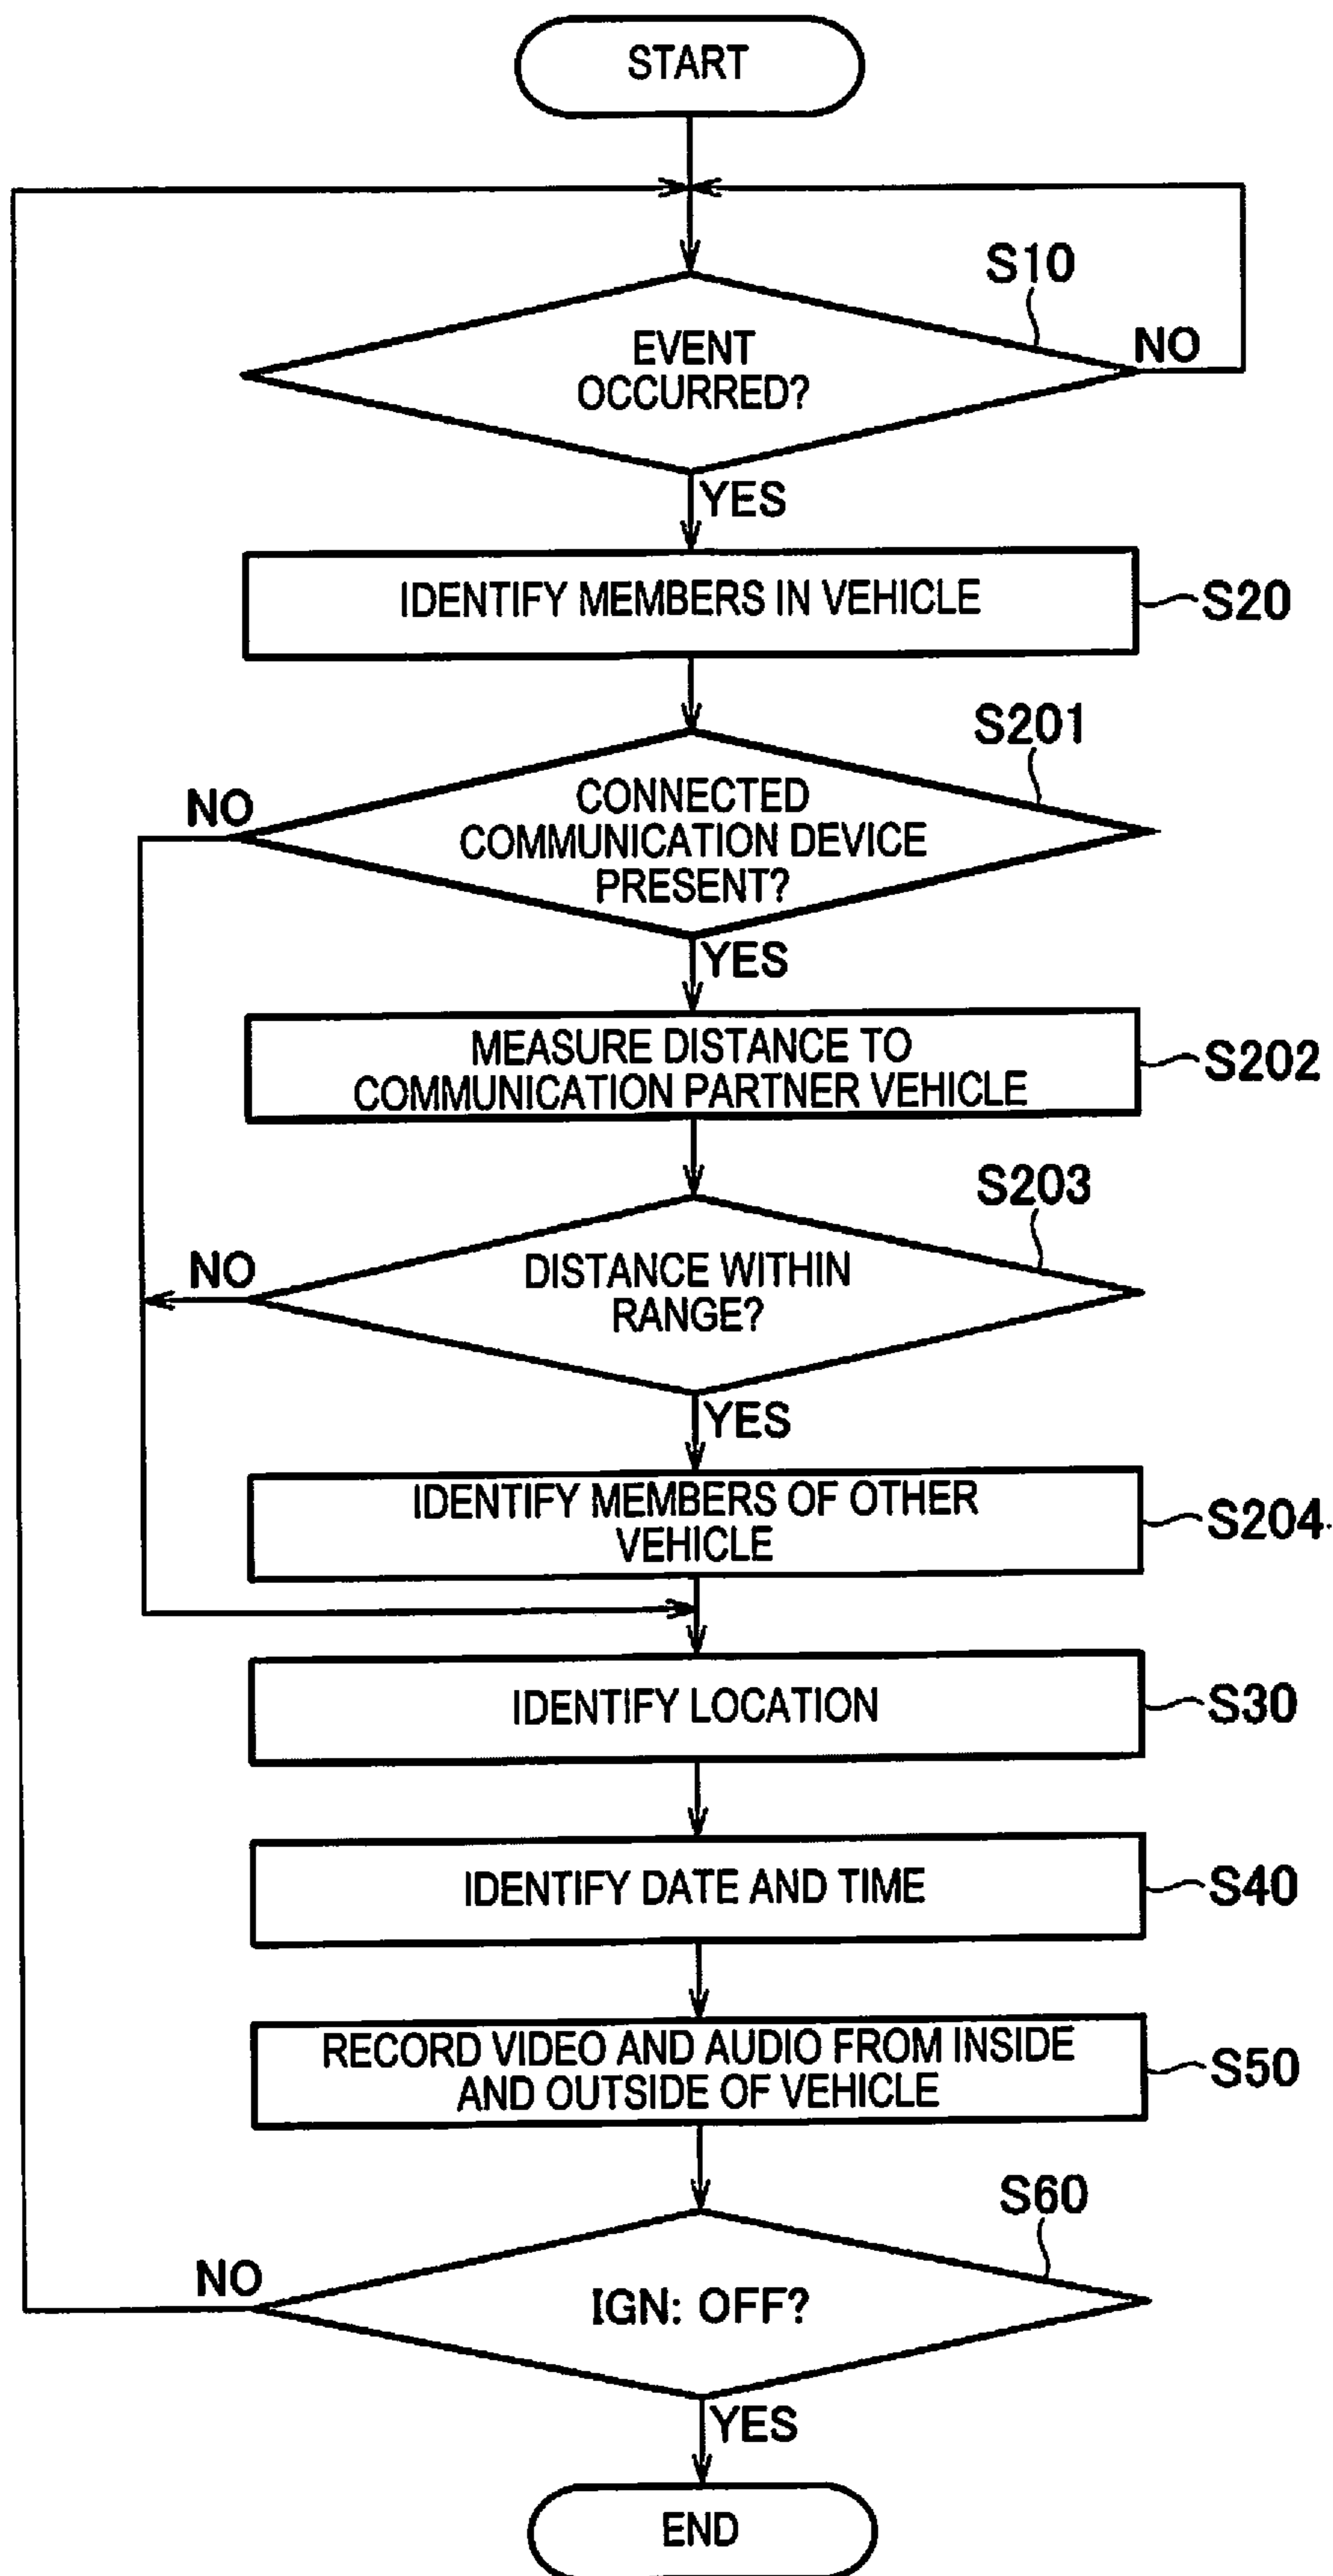 START
S10
EVENT
OCCURRED?
NO
YES
IDENTIFY MEMBERS IN VEHICLE
S20
S201
NO
CONNECTED
COMMUNICATION DEVICE
PRESENT?
YES
MEASURE DISTANCE TO
COMMUNICATION PARTNER VEHICLE
S202
S203
NO
DISTANCE WITHIN
RANGE?
YES
IDENTIFY MEMBERS OF OTHER
VEHICLE
S204
IDENTIFY LOCATION
S30
IDENTIFY DATE AND TIME
S40
RECORD VIDEO AND AUDIO FROM INSIDE
AND OUTSIDE OF VEHICLE
S50
S60
NO
IGN: OFF?
YES
END